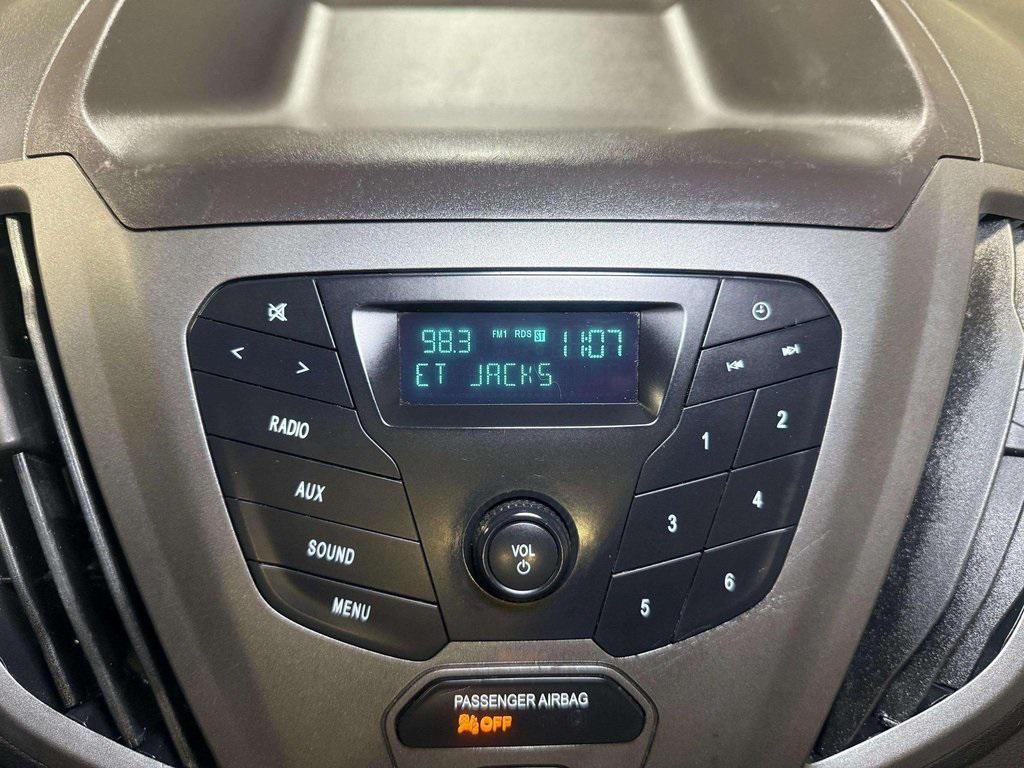 98.3 FM1 RDS ST 11:07
CT JACKS
RADIO
AUX
SOUND
MENU
VOL
1
2
3
4
5
6
PASSENGER AIRBAG
OFF